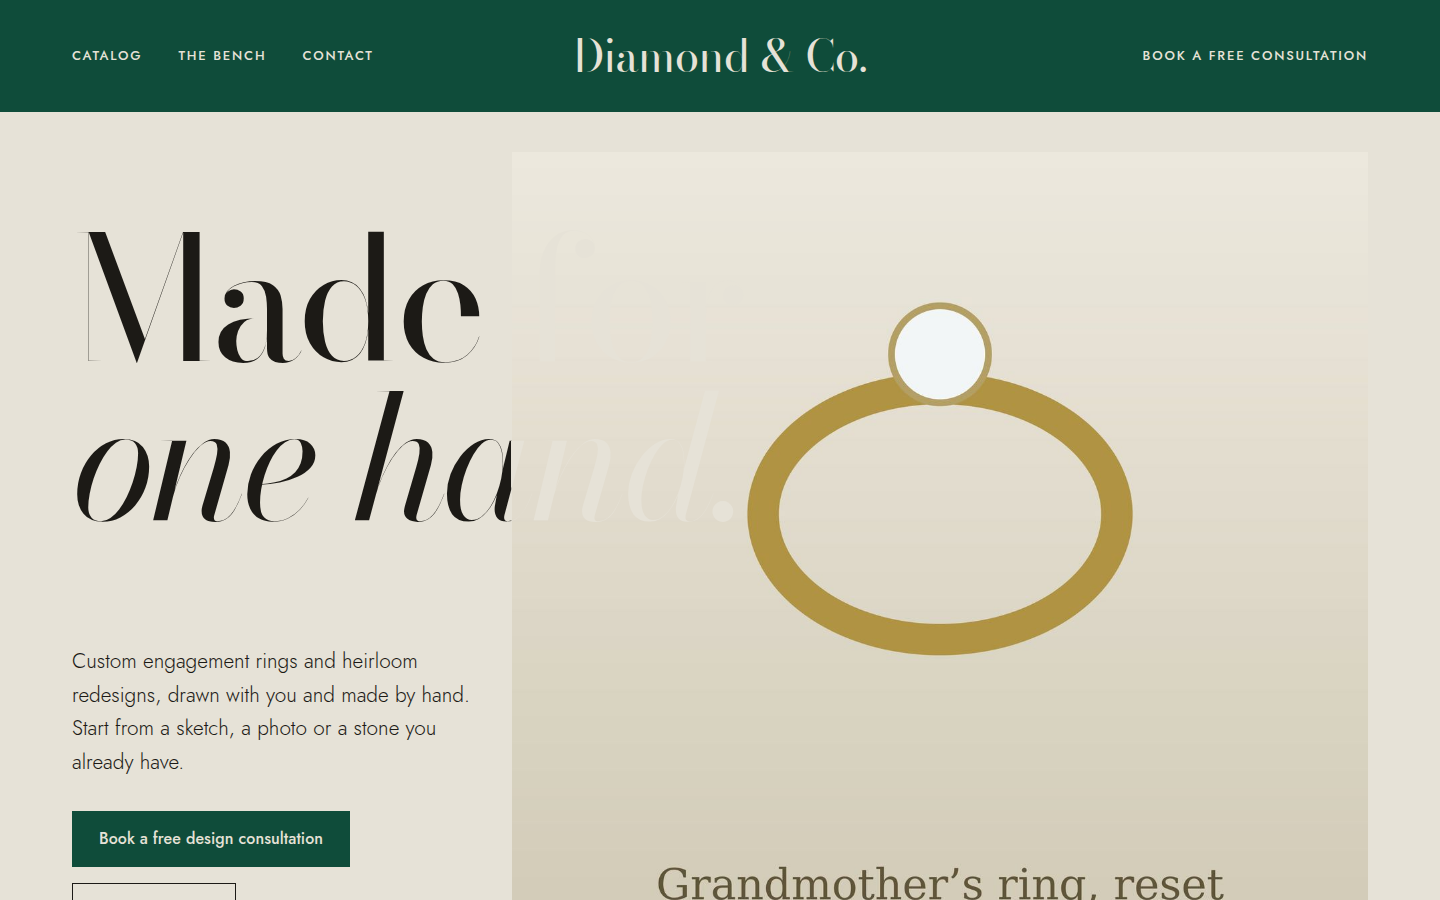 CATALOG THE BENCH CONTACT
Diamond & Co.
BOOK A FREE CONSULTATION
Made for
one hand.
Custom engagement rings and heirloom
redesigns, drawn with you and made by hand.
Start from a sketch, a photo or a stone you
already have.
Book a free design consultation
Grandmother’s ring, reset